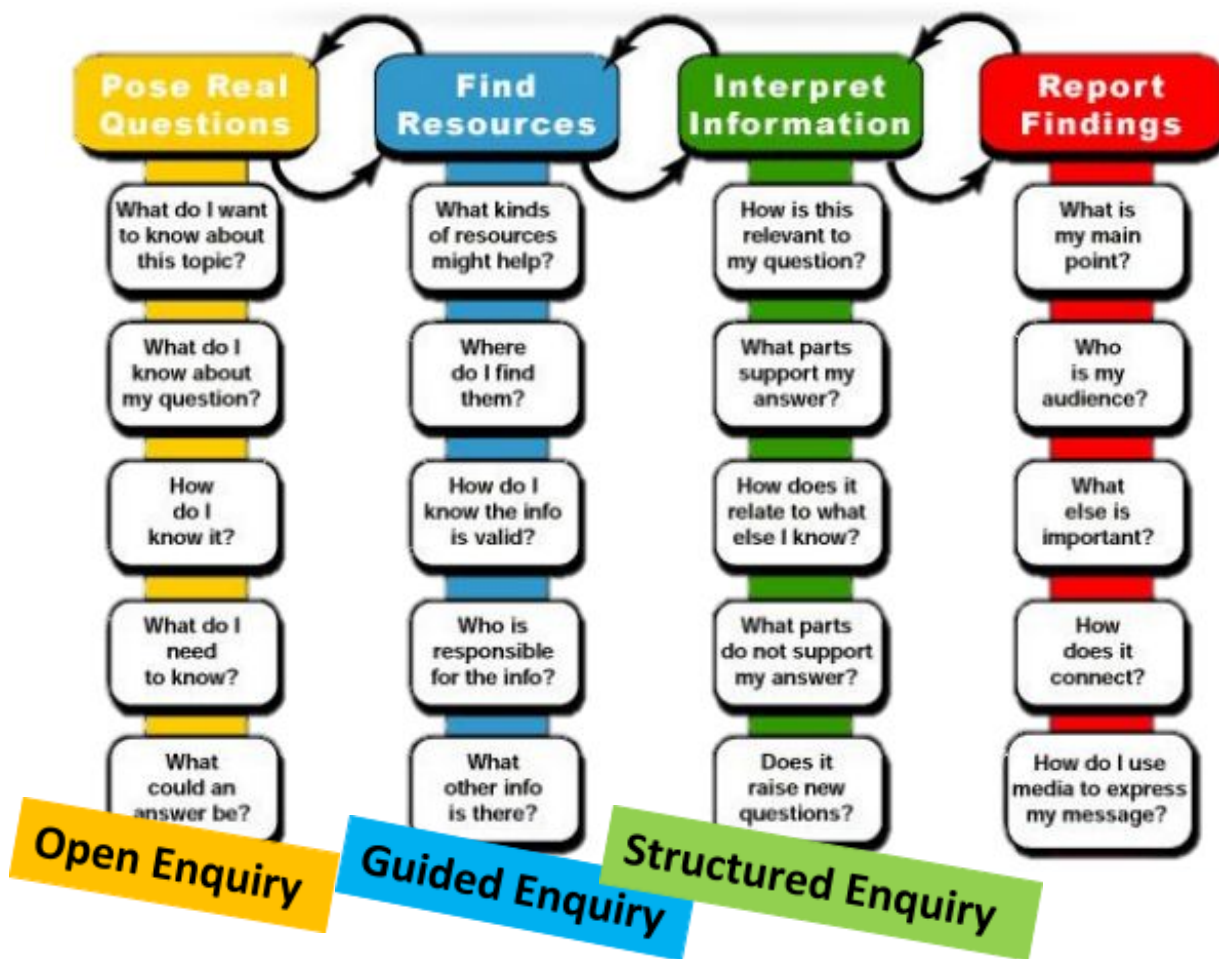 Pose Real
Questions
Find
Resources
Interpret
Information
Report
Findings
What do I want
to know about
this topic?
What do I
know about
my question?
How
do I
know it?
What do I
need
to know?
What
could an
answer be?
What kinds
of resources
might help?
Where
do I find
them?
How do I
know the info
is valid?
Who is
responsible
for the info?
What
other info
is there?
How is this
relevant to
my question?
What parts
support my
answer?
How does it
relate to what
else I know?
What parts
do not support
my answer?
Does it
raise new
questions?
What is
my main
point?
Who
is my
audience?
What
else is
important?
How
does it
connect?
How do I use
media to express
my message?
Open Enquiry
Guided Enquiry
Structured Enquiry